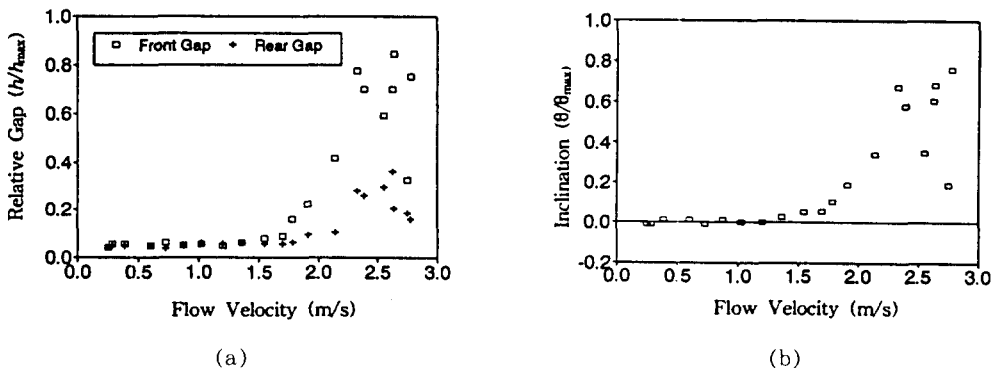 1.0
0.8
0.6
0.4
0.2
0.0
Relative Gap (h/hmax)
Front Gap
Rear Gap
0.0 0.5 1.0 1.5 2.0 2.5 3.0
Flow Velocity (m/s)
(a)
1.0
0.8
0.6
0.4
0.2
0.0
-0.2
Inclination (θ/θmax)
0.0 0.5 1.0 1.5 2.0 2.5 3.0
Flow Velocity (m/s)
(b)